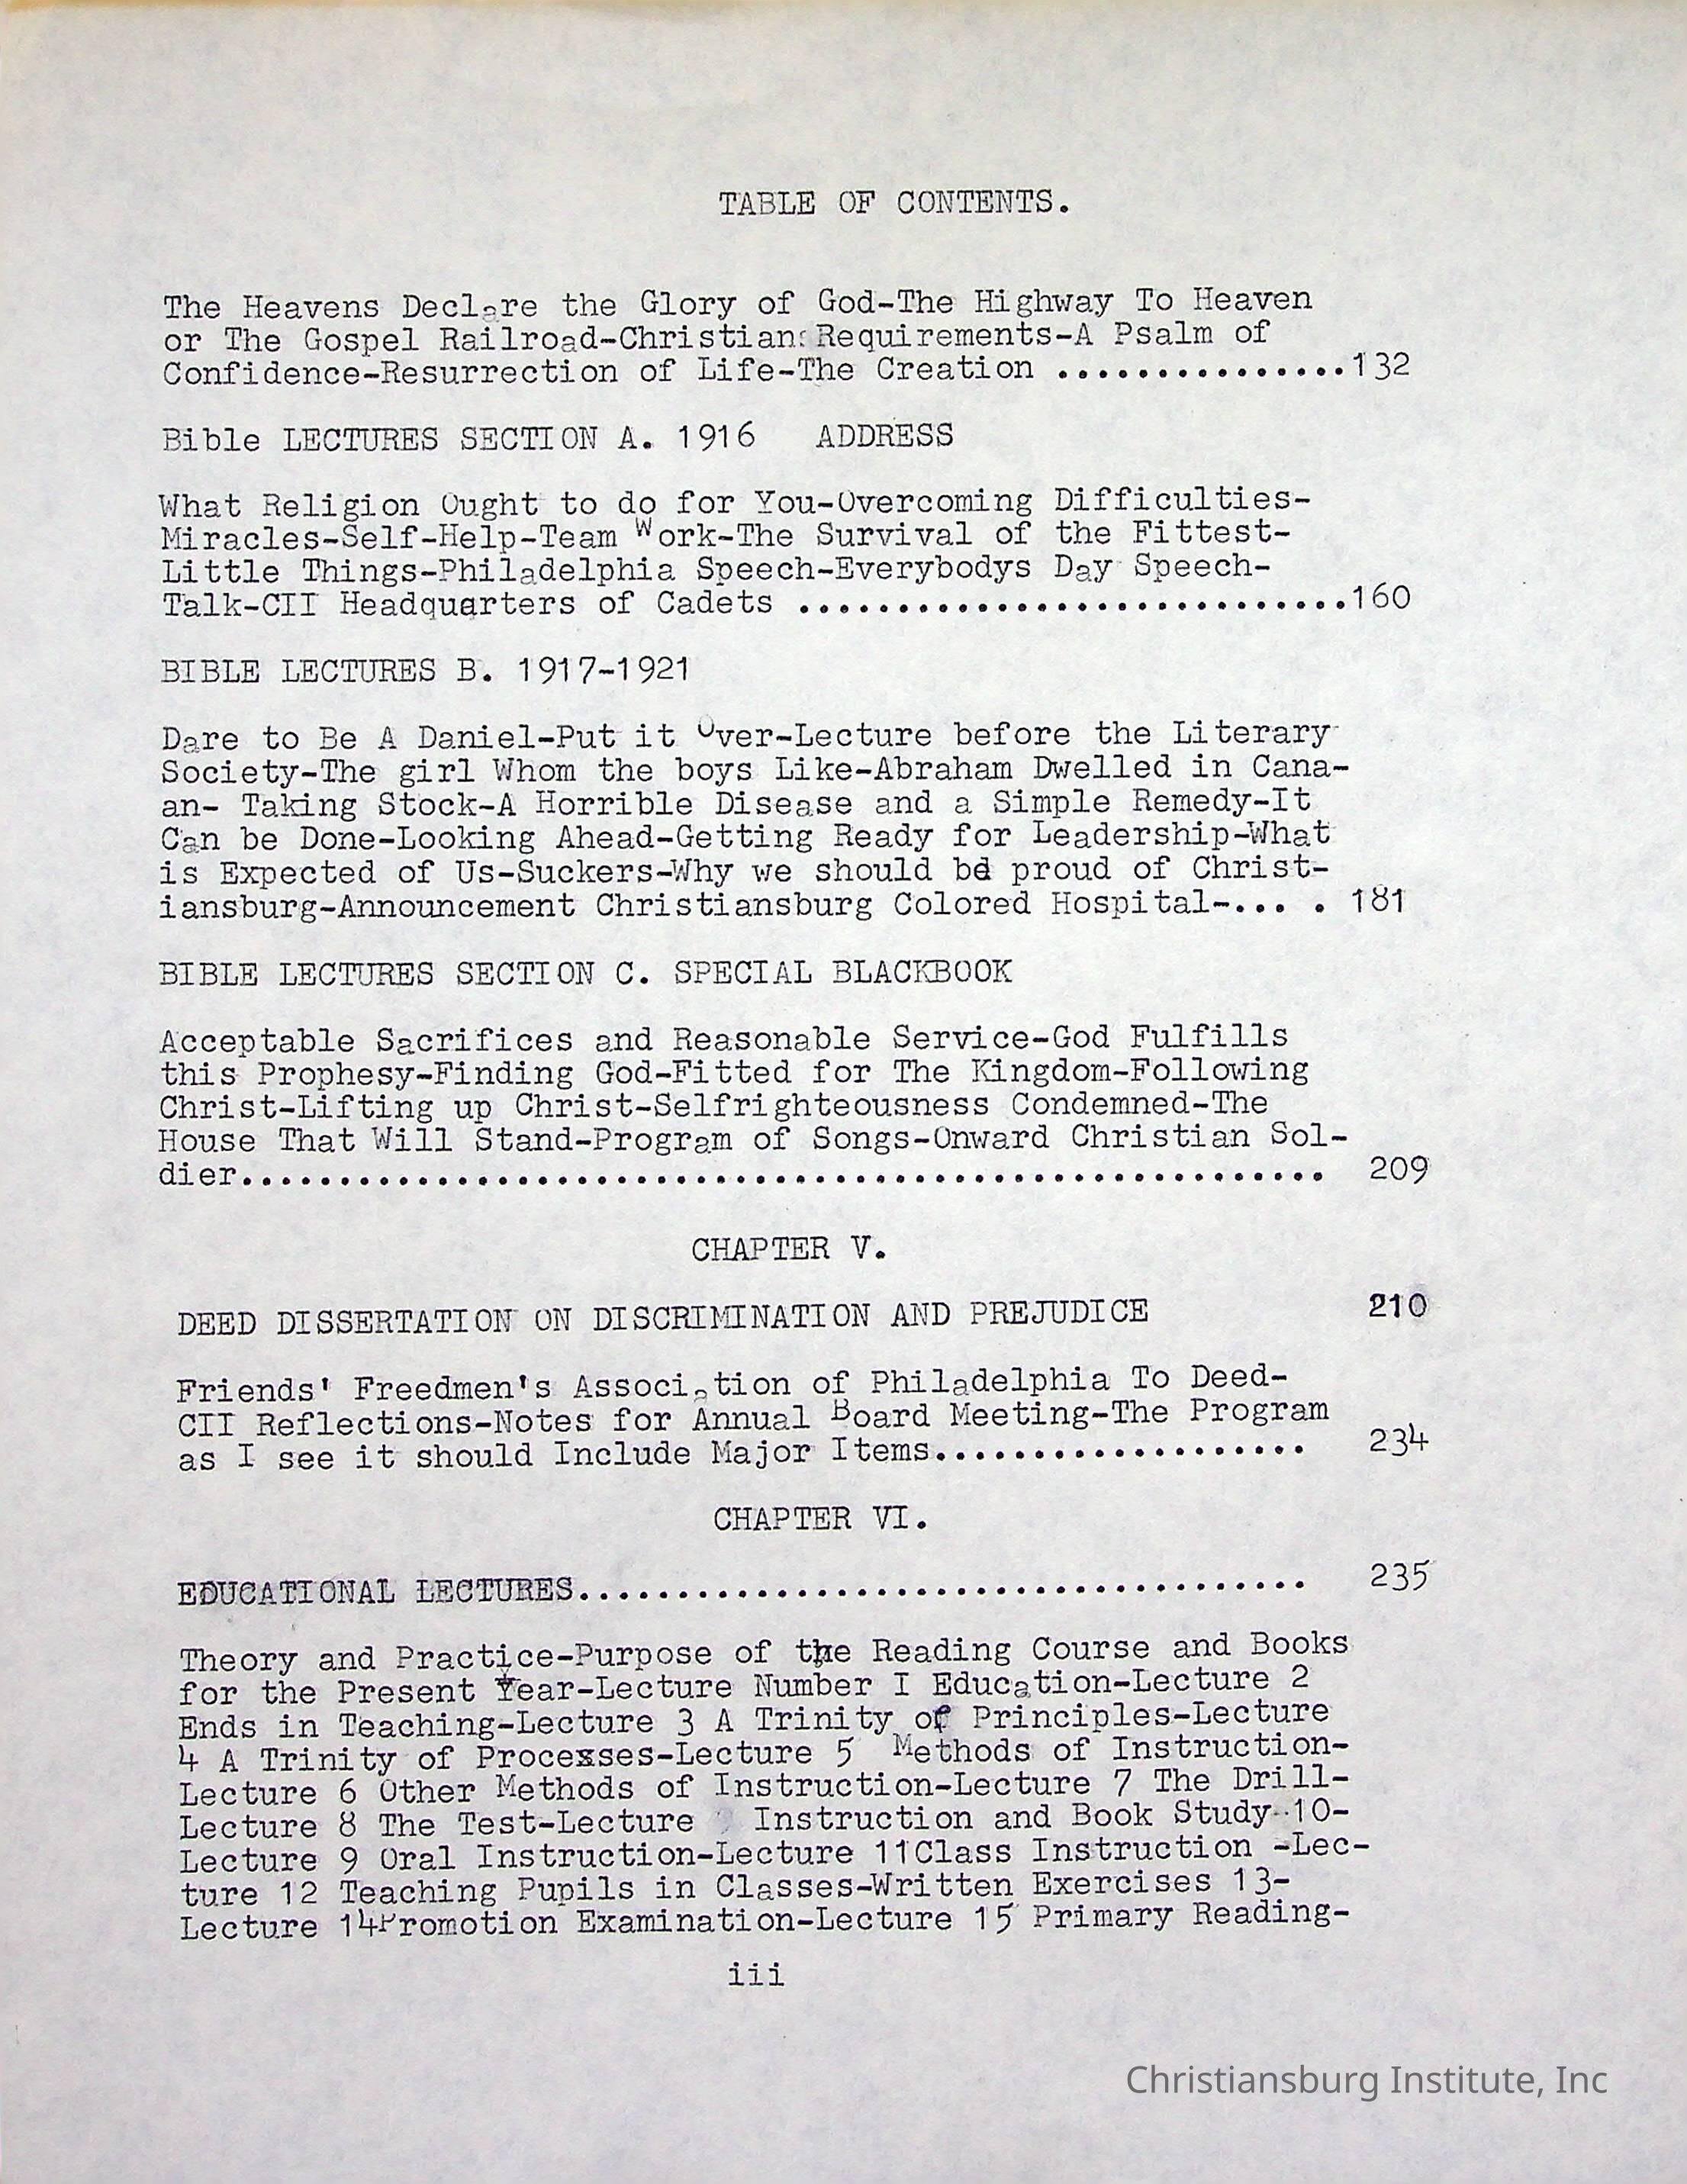 TABLE OF CONTENTS.
The Heavens Declare the Glory of God-The Highway To Heaven
or The Gospel Railroad-Christian Requirements-A Psalm of
Confidence-Resurrection of Life-The Creation ...............132
Bible LECTURES SECTION A. 1916 ADDRESS
What Religion Ought to do for You-Overcoming Difficulties-
Miracles-Self-Help-Team Work-The Survival of the Fittest-
Little Things-Philadelphia Speech-Everybodys Day Speech-
Talk-CII Headquarters of Cadets ............................160
BIBLE LECTURES B. 1917-1921
Dare to Be A Daniel-Put it Over-Lecture before the Literary
Society-The girl Whom the boys Like-Abraham Dwelled in Cana-
an- Taking Stock-A Horrible Disease and a Simple Remedy-It
Can be Done-Looking Ahead-Getting Ready for Leadership-What
is Expected of Us-Suckers-Why we should be proud of Christ-
iansburg-Announcement Christiansburg Colored Hospital-... . 181
BIBLE LECTURES SECTION C. SPECIAL BLACKBOOK
Acceptable Sacrifices and Reasonable Service-God Fulfills
this Prophesy-Finding God-Fitted for The Kingdom-Following
Christ-Lifting up Christ-Selfrighteousness Condemned-The
House That Will Stand-Program of Songs-Onward Christian Sol-
dier....................................................... 209
CHAPTER V.
DEED DISSERTATION ON DISCRIMINATION AND PREJUDICE 210
Friends' Freedmen's Association of Philadelphia To Deed-
CII Reflections-Notes for Annual Board Meeting-The Program
as I see it should Include Major Items................... 234
CHAPTER VI.
EDUCATIONAL LECTURES..................................... 235
Theory and Practice-Purpose of the Reading Course and Books
for the Present Year-Lecture Number I Education-Lecture 2
Ends in Teaching-Lecture 3 A Trinity of Principles-Lecture
4 A Trinity of Processes-Lecture 5 Methods of Instruction-
Lecture 6 Other Methods of Instruction-Lecture 7 The Drill-
Lecture 8 The Test-Lecture Instruction and Book Study-10-
Lecture 9 Oral Instruction-Lecture 11Class Instruction -Lec-
ture 12 Teaching Pupils in Classes-Written Exercises 13-
Lecture 14Promotion Examination-Lecture 15 Primary Reading-
iii
Christiansburg Institute, Inc